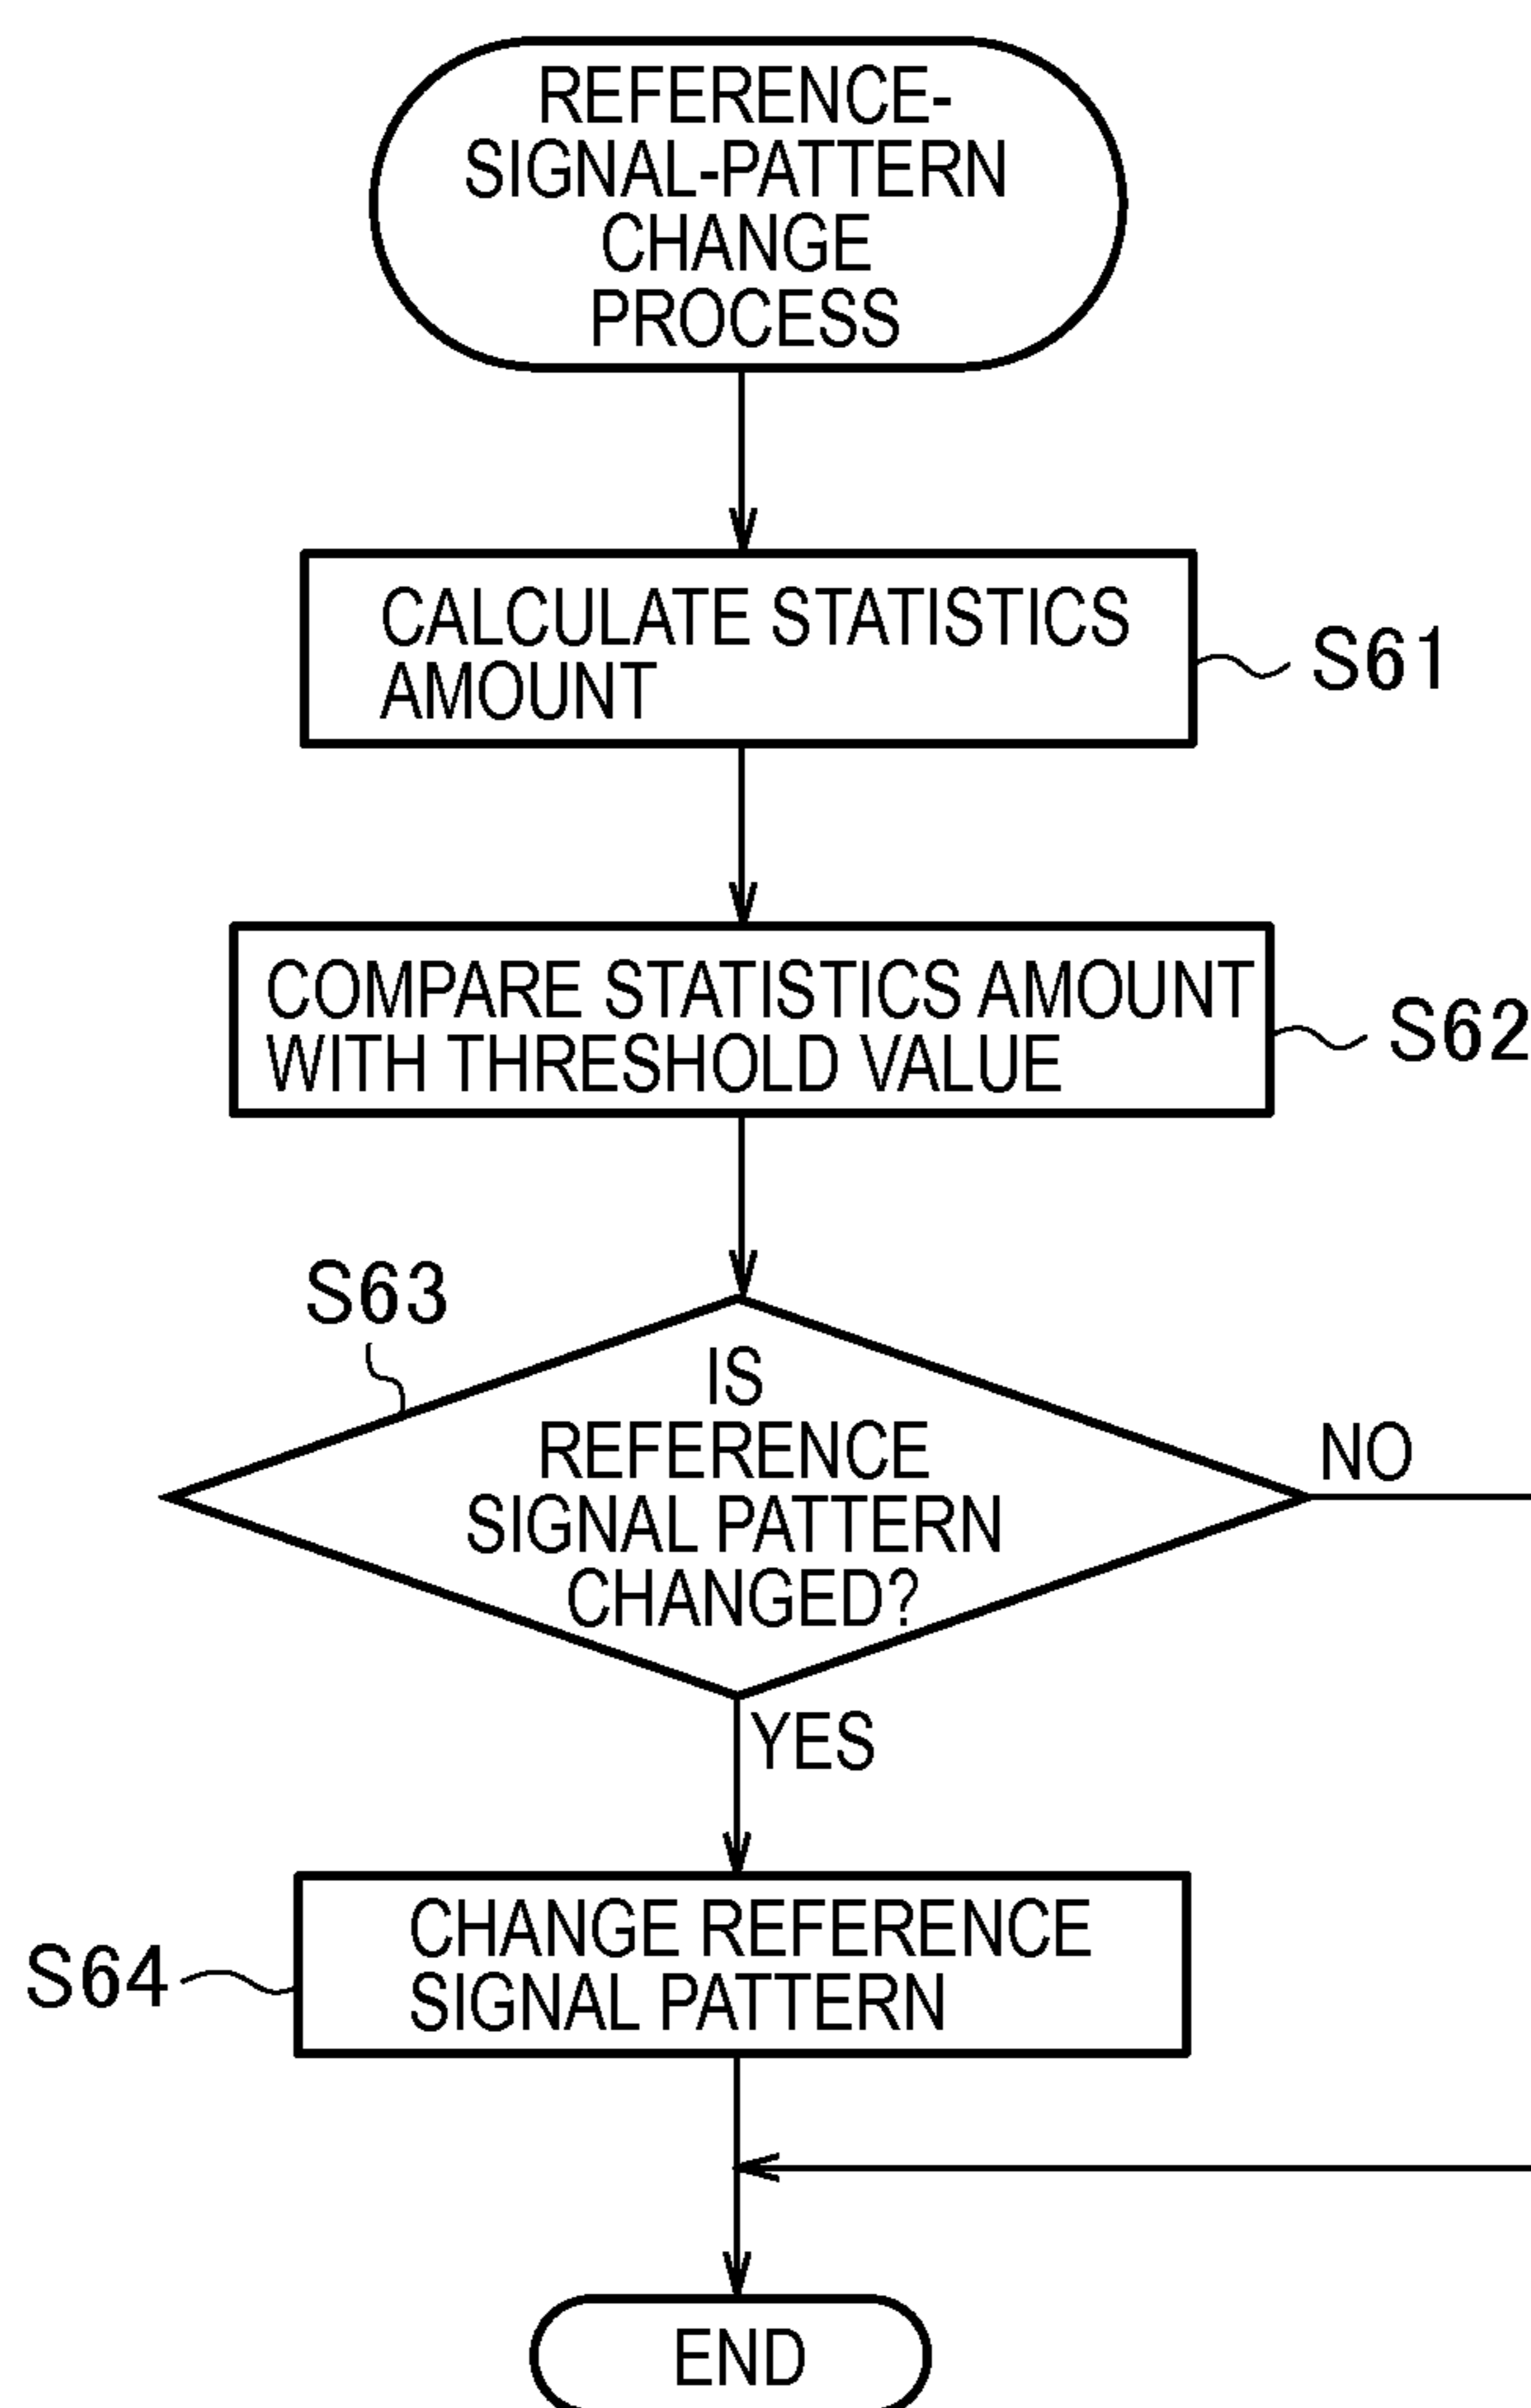 REFERENCE-
SIGNAL-PATTERN
CHANGE
PROCESS
CALCULATE STATISTICS
AMOUNT
S61
COMPARE STATISTICS AMOUNT
WITH THRESHOLD VALUE
S62
S63
IS
REFERENCE
SIGNAL PATTERN
CHANGED?
NO
YES
CHANGE REFERENCE
SIGNAL PATTERN
S64
END